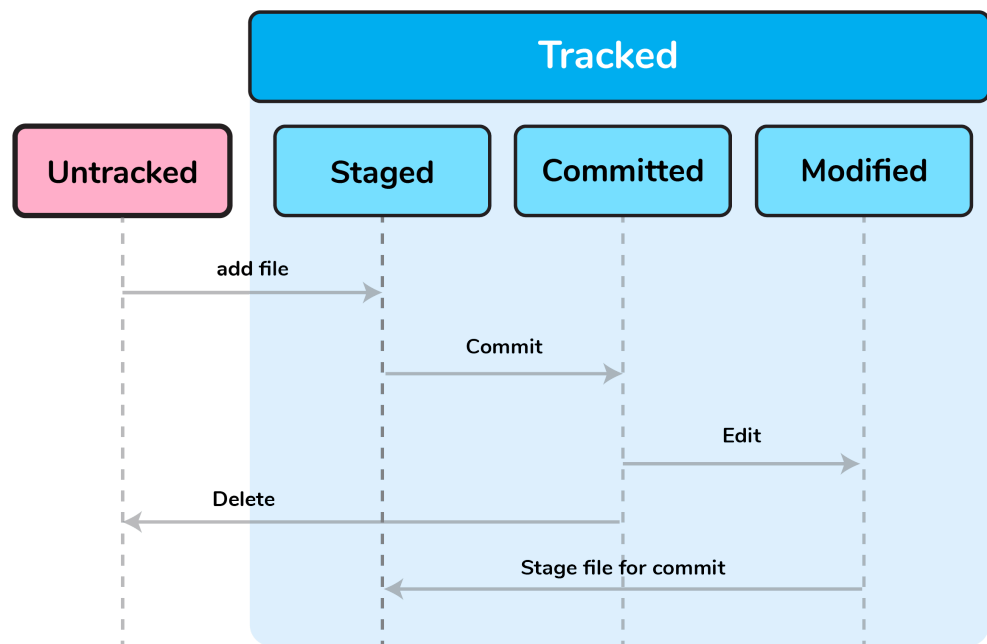 Tracked
Untracked
Staged
Committed
Modified
add file
Commit
Edit
Delete
Stage file for commit